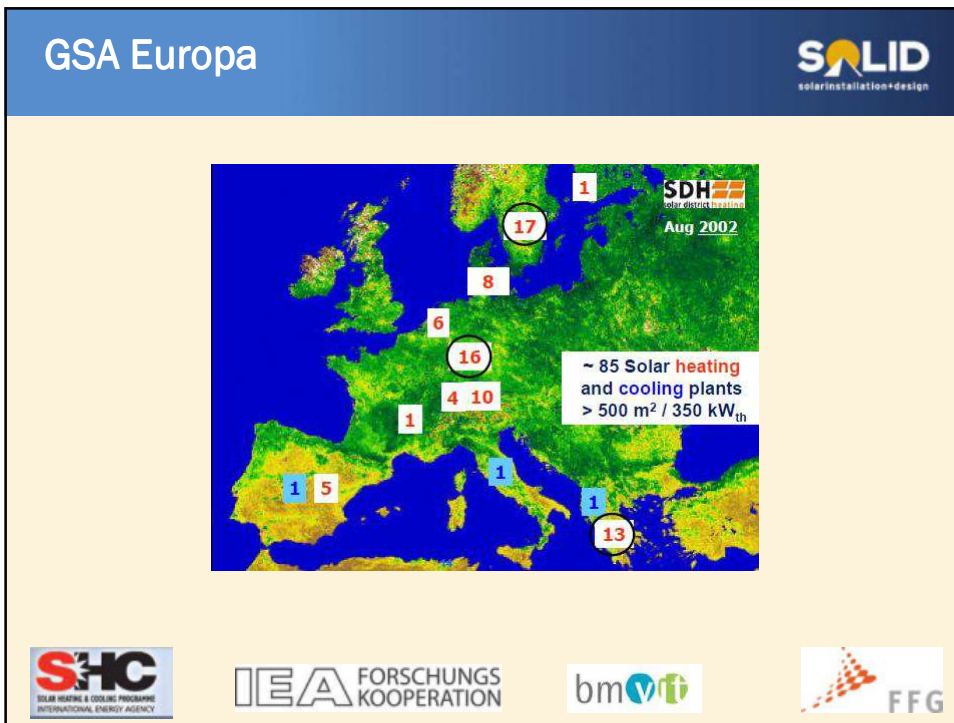 GSA Europa
SOLID
solarinstallation+design
SDH
solar district heating
Aug 2002
1
17
8
6
16
4 10
1
1 5
1
1
13
~ 85 Solar heating
and cooling plants
> 500 m² / 350 kWth
SHC
SOLAR HEATING & COOLING PROGRAMME
INTERNATIONAL ENERGY AGENCY
IEA FORSCHUNGS
KOOPERATION
bmvit
FFG